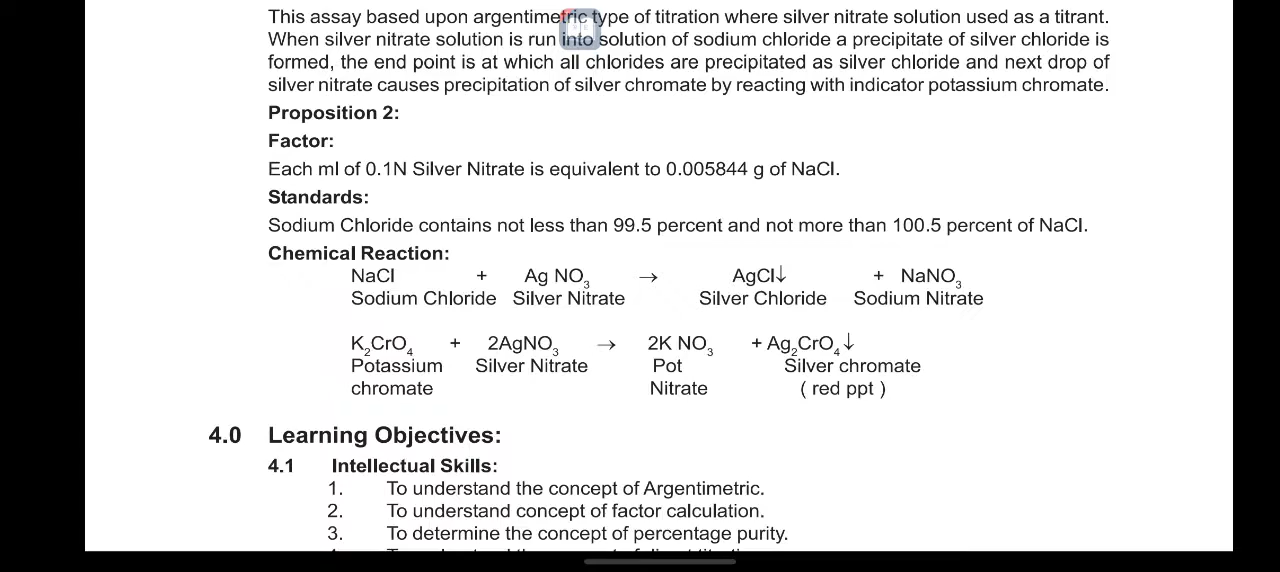 This assay based upon argentimetric type of titration where silver nitrate solution used as a titrant.
When silver nitrate solution is run into solution of sodium chloride a precipitate of silver chloride is
formed, the end point is at which all chlorides are precipitated as silver chloride and next drop of
silver nitrate causes precipitation of silver chromate by reacting with indicator potassium chromate.
Proposition 2:
Factor:
Each ml of 0.1N Silver Nitrate is equivalent to 0.005844 g of NaCl.
Standards:
Sodium Chloride contains not less than 99.5 percent and not more than 100.5 percent of NaCl.
Chemical Reaction:
NaCl + Ag NO₃ → AgCl↓ + NaNO₃
Sodium Chloride Silver Nitrate Silver Chloride Sodium Nitrate
K₂CrO₄ + 2AgNO₃ → 2K NO₃ + Ag₂CrO₄↓
Potassium Silver Nitrate Pot Silver chromate
chromate Nitrate ( red ppt )
4.0 Learning Objectives:
4.1 Intellectual Skills:
1. To understand the concept of Argentimetric.
2. To understand concept of factor calculation.
3. To determine the concept of percentage purity.